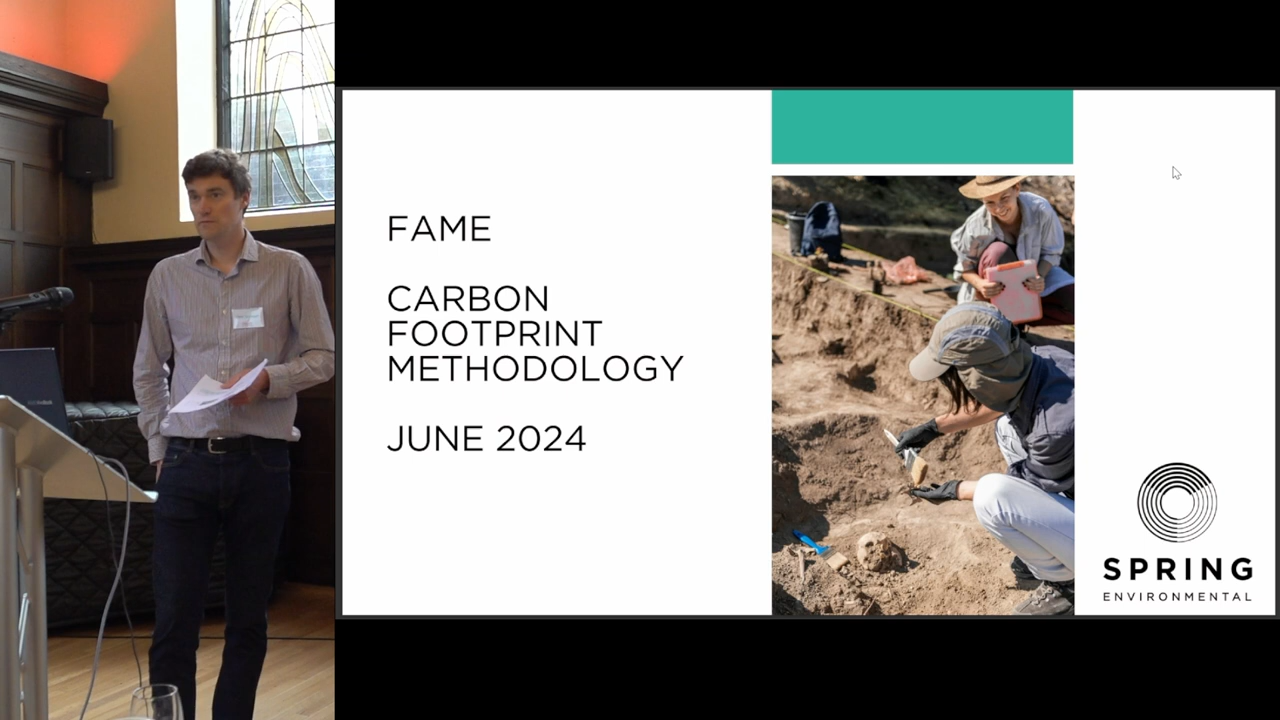 FAME
CARBON
FOOTPRINT
METHODOLOGY
JUNE 2024
SPRING
ENVIRONMENTAL